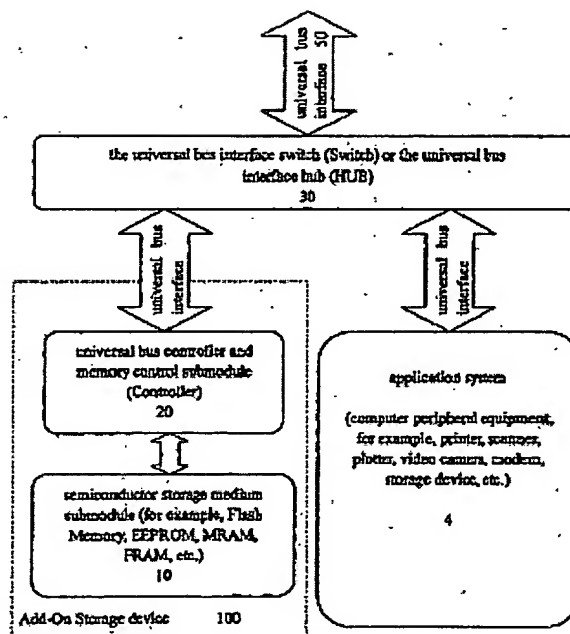 universal bus
interface 50
the universal bus interface switch (Switch) or the universal bus
interface hub (HUB)
30
universal bus
interface
universal bus
interface
universal bus controller and
memory control submodule
(Controller)
20
semiconductor storage medium
submodule (for example, Flash
Memory, EEPROM, MRAM,
FRAM, etc.)
10
Add-On Storage device 100
application system
(computer peripheral equipment,
for example, printer, scanner,
plotter, video camera, modem,
storage device, etc.)
4